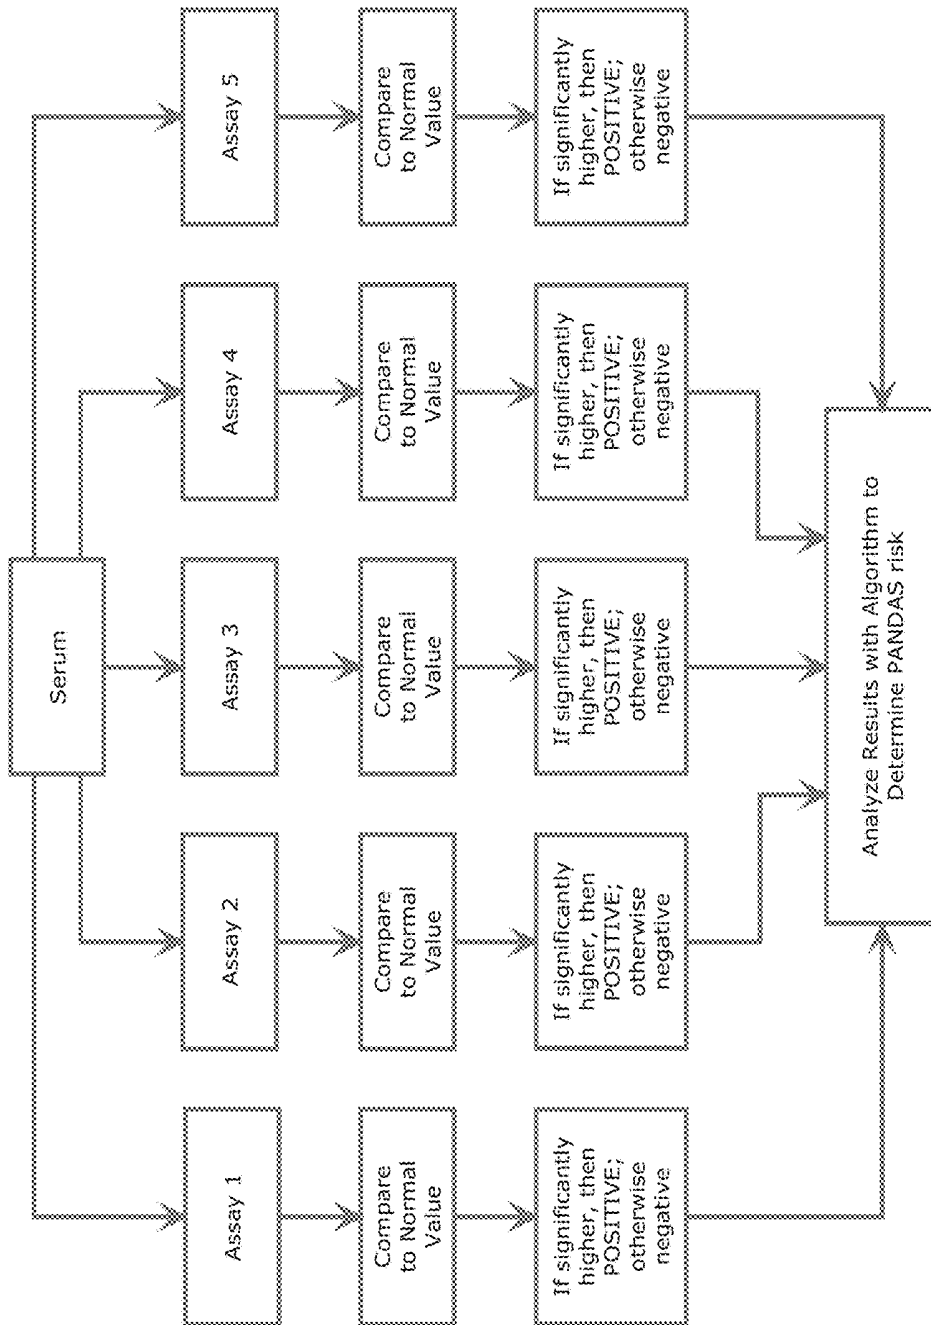 Serum
Assay 1
Assay 2
Assay 3
Assay 4
Assay 5
Compare
to Normal
Value
Compare
to Normal
Value
Compare
to Normal
Value
Compare
to Normal
Value
Compare
to Normal
Value
If significantly
higher, then
POSITIVE;
otherwise
negative
If significantly
higher, then
POSITIVE;
otherwise
negative
If significantly
higher, then
POSITIVE;
otherwise
negative
If significantly
higher, then
POSITIVE;
otherwise
negative
If significantly
higher, then
POSITIVE;
otherwise
negative
Analyze Results with Algorithm to
Determine PANDAS risk